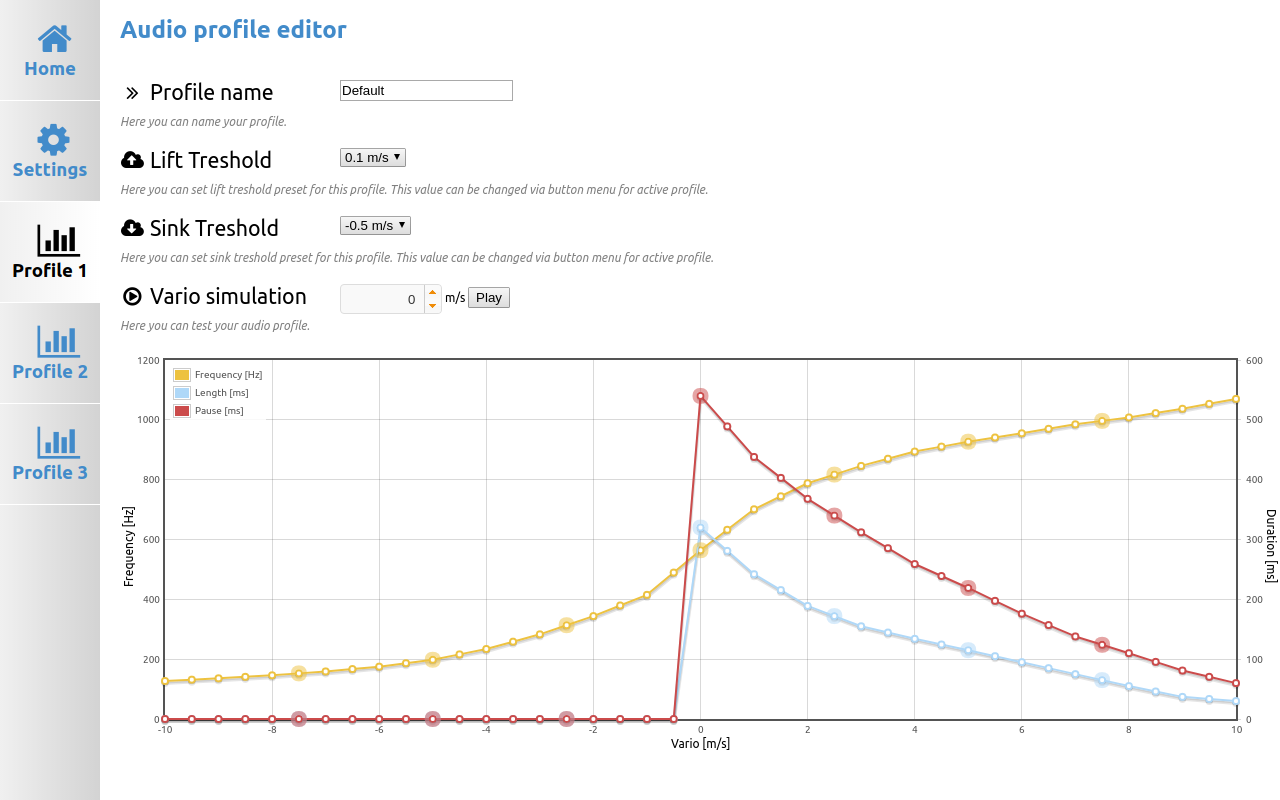 Audio profile editor
Home
Settings
Profile 1
Profile 2
Profile 3
Profile name
Default
Here you can name your profile.
Lift Treshold
0.1 m/s
Here you can set lift treshold preset for this profile. This value can be changed via button menu for active profile.
Sink Treshold
-0.5 m/s
Here you can set sink treshold preset for this profile. This value can be changed via button menu for active profile.
Vario simulation
0 m/s Play
Here you can test your audio profile.
Frequency [Hz]
Length [ms]
Pause [ms]
1200
1000
800
600
400
200
0
Frequency [Hz]
600
500
400
300
200
100
0
Duration [ms]
-10 -8 -6 -4 -2 0 2 4 6 8 10
Vario [m/s]